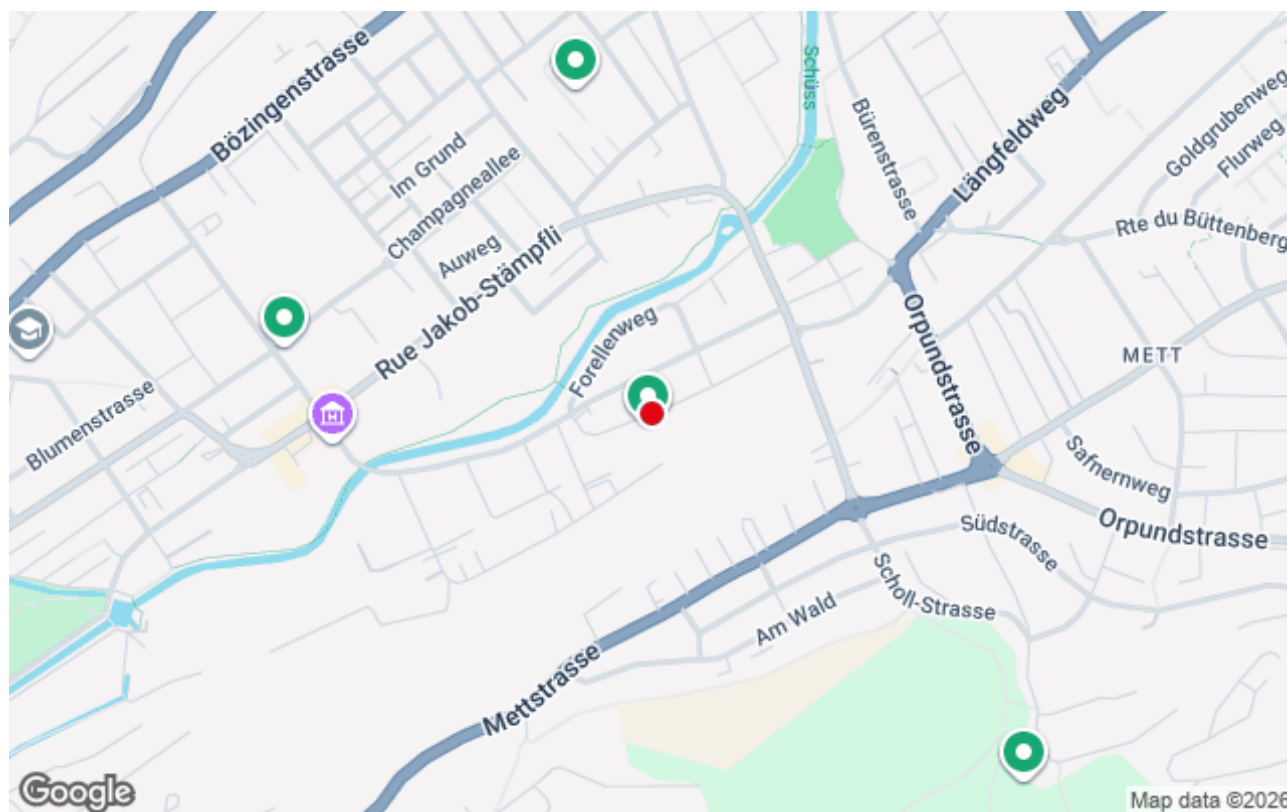 Bözingenstrasse
Schüss
Bürenstrasse
Längfeldweg
Goldgrubenweg
Flurweg
Im Grund
Champagneallee
Auweg
Rte du Büttenberg
Rue Jakob-Stämpfli
Forellenweg
Orpundstrasse
METT
Blumenstrasse
H
Safnernweg
Orpundstrasse
Südstrasse
Scholl-Strasse
Am Wald
Mettstrasse
Google
Map data ©2026